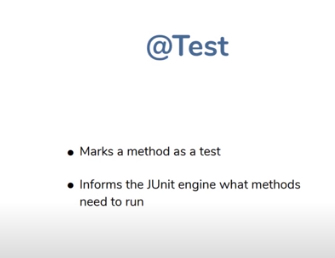 @Test
• Marks a method as a test
• Informs the JUnit engine what methods
need to run